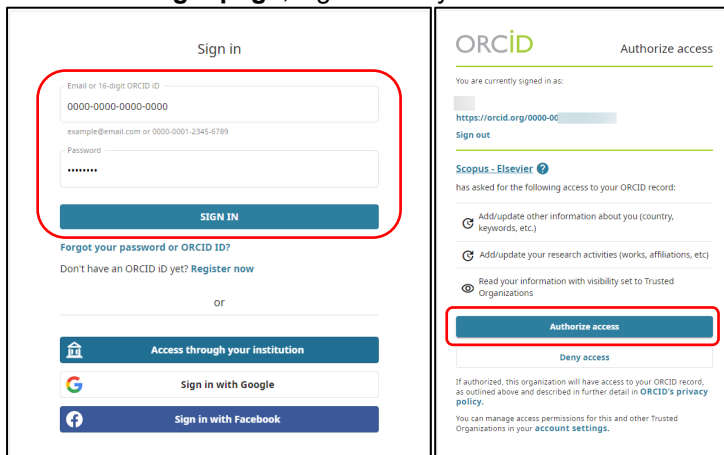 Sign in
Email or 16-digit ORCID iD
0000-0000-0000-0000
example@email.com or 0000-0001-2345-6789
Password
••••••••
SIGN IN
Forgot your password or ORCID ID?
Don't have an ORCID iD yet? Register now
or
Access through your institution
Sign in with Google
Sign in with Facebook
ORCiD
Authorize access
You are currently signed in as:
https://orcid.org/0000-00
Sign out
Scopus - Elsevier ?
has asked for the following access to your ORCID record:
Add/update other information about you (country,
keywords, etc.)
Add/update your research activities (works, affiliations, etc)
Read your information with visibility set to Trusted
Organizations
Authorize access
Deny access
If authorized, this organization will have access to your ORCID record,
as outlined above and described in further detail in ORCID's privacy
policy.
You can manage access permissions for this and other Trusted
Organizations in your account settings.